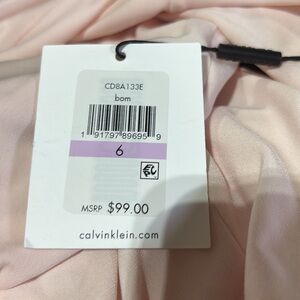 CD8A133E
bom
1 91797 89695 9
6
MSRP $99.00
calvinklein.com